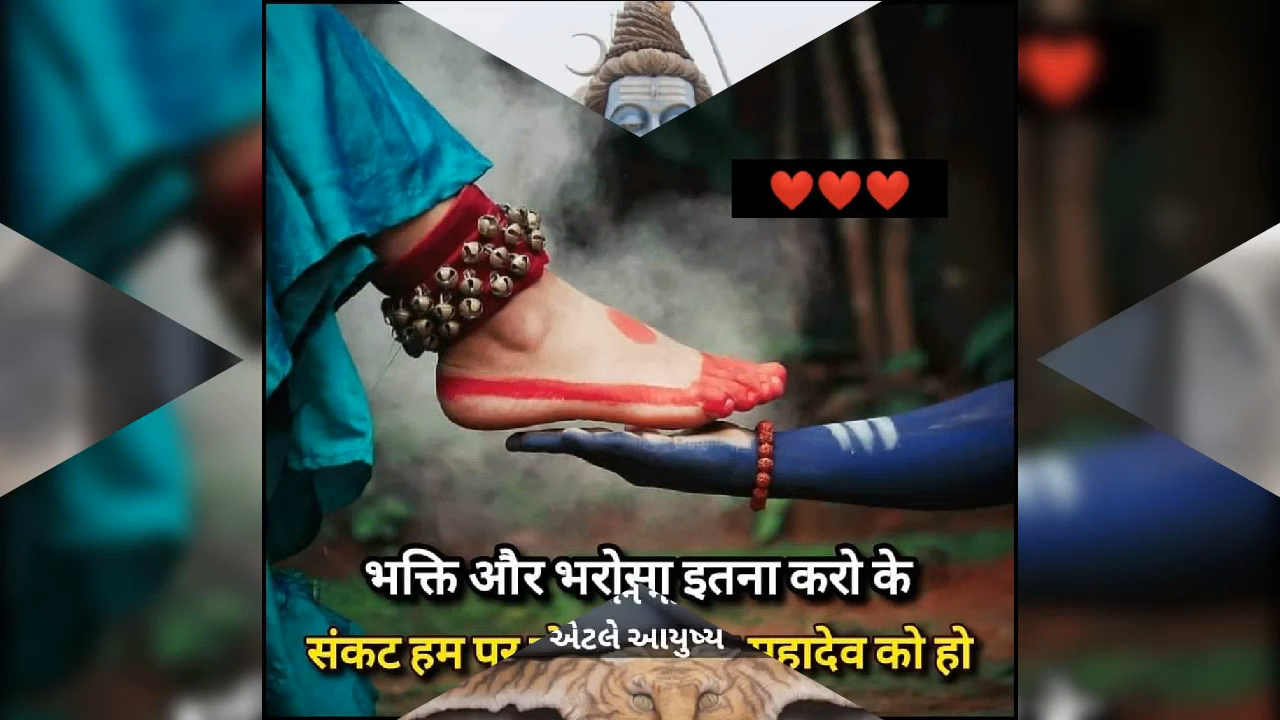 भक्ति और भरोसा इतना करो के
संकट हम पर
महादेव को हो
એટલે આયુષ્ય